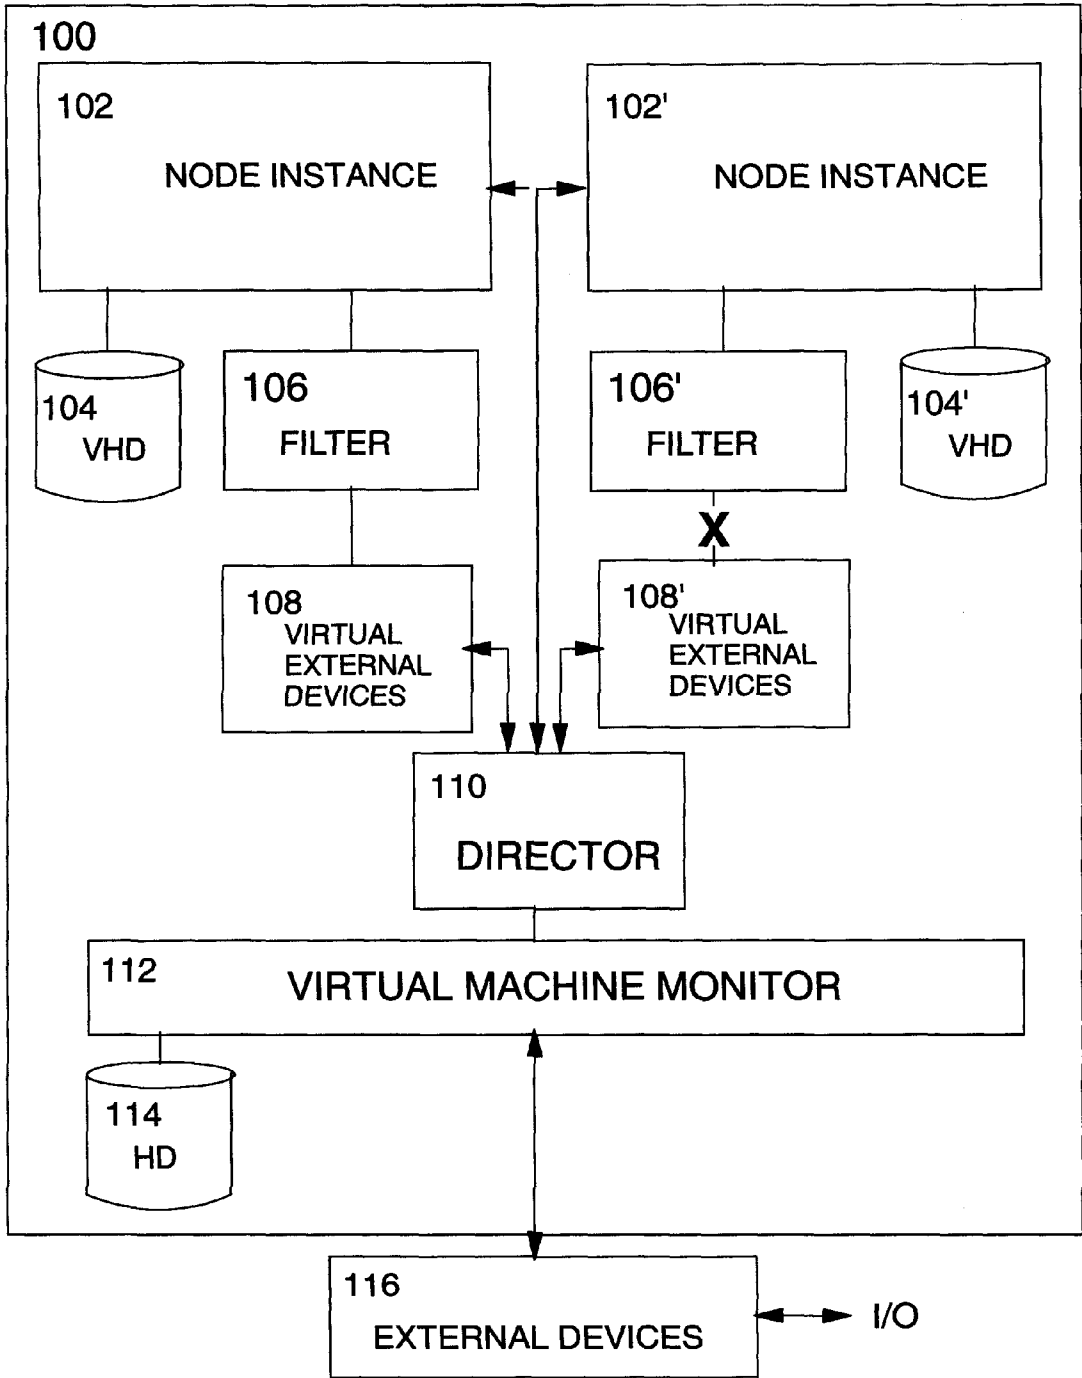 100
102
NODE INSTANCE
102'
NODE INSTANCE
104
VHD
106
FILTER
106'
FILTER
104'
VHD
X
108
VIRTUAL
EXTERNAL
DEVICES
108'
VIRTUAL
EXTERNAL
DEVICES
110
DIRECTOR
112
VIRTUAL MACHINE MONITOR
114
HD
116
EXTERNAL DEVICES
I/O